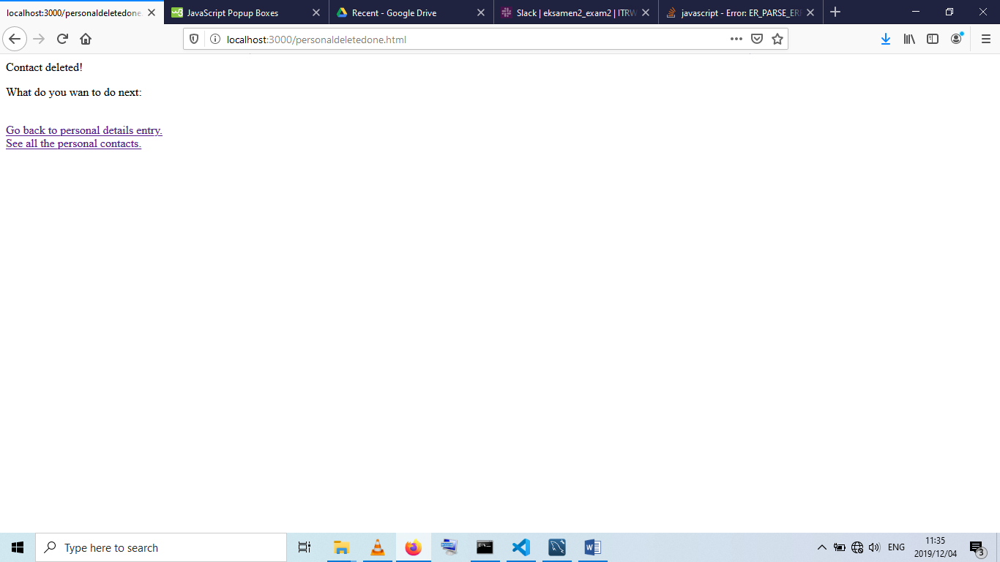 localhost:3000/personaldeletedone.
JavaScript Popup Boxes
Recent - Google Drive
Slack | eksamen2_exam2 | ITRW
javascript - Error: ER_PARSE_ERR
localhost:3000/personaldeletedone.html
Contact deleted!
What do you wan to do next:
Go back to personal details entry.
See all the personal contacts.
Type here to search
ENG
11:35
2019/12/04
3